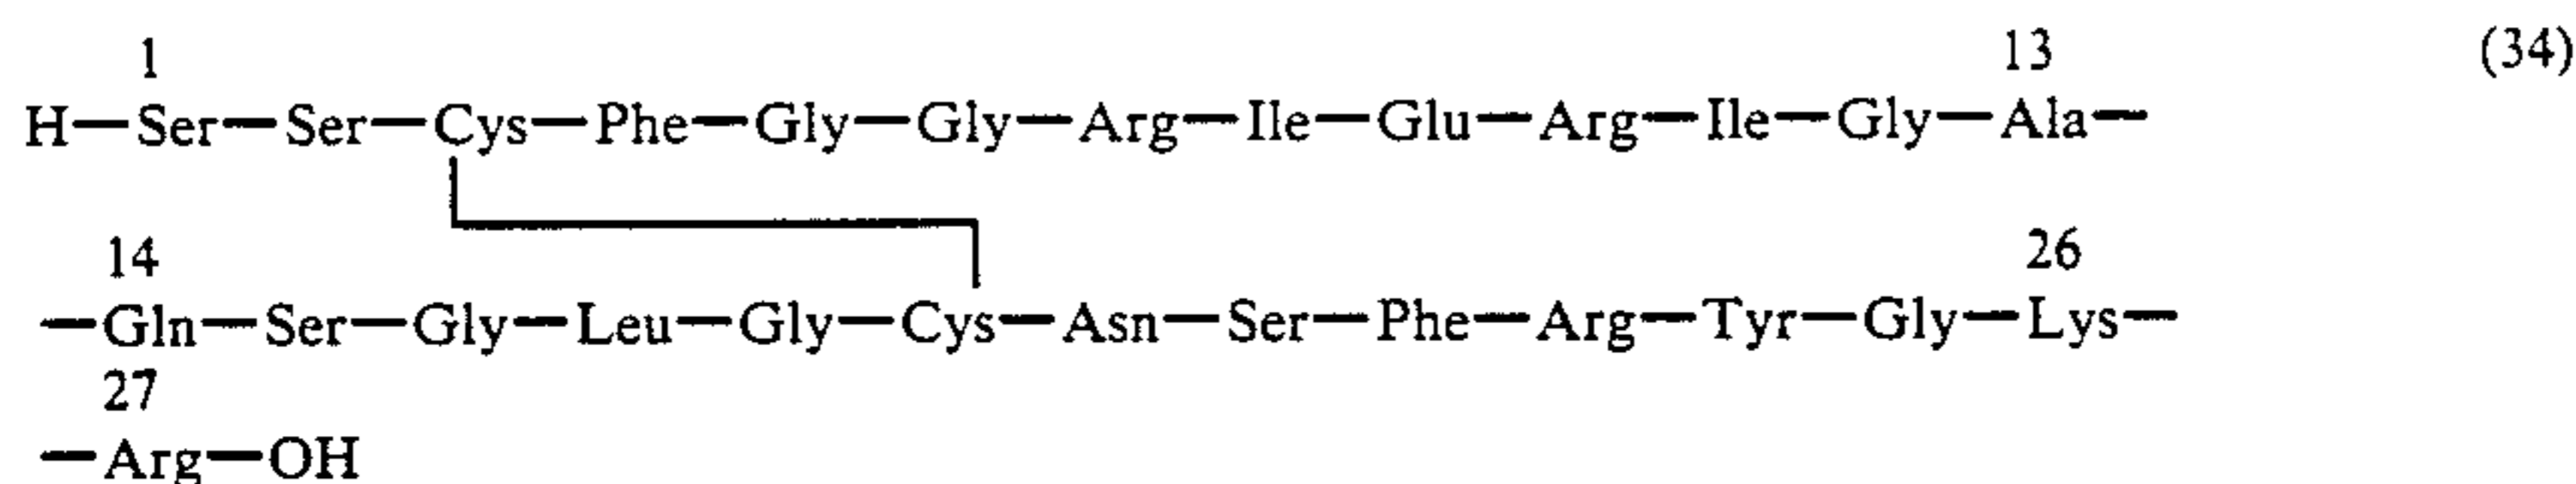 1 13 (34)
H—Ser—Ser—Cys—Phe—Gly—Gly—Arg—Ile—Glu—Arg—Ile—Gly—Ala—
14 26
—Gln—Ser—Gly—Leu—Gly—Cys—Asn—Ser—Phe—Arg—Tyr—Gly—Lys—
27
—Arg—OH